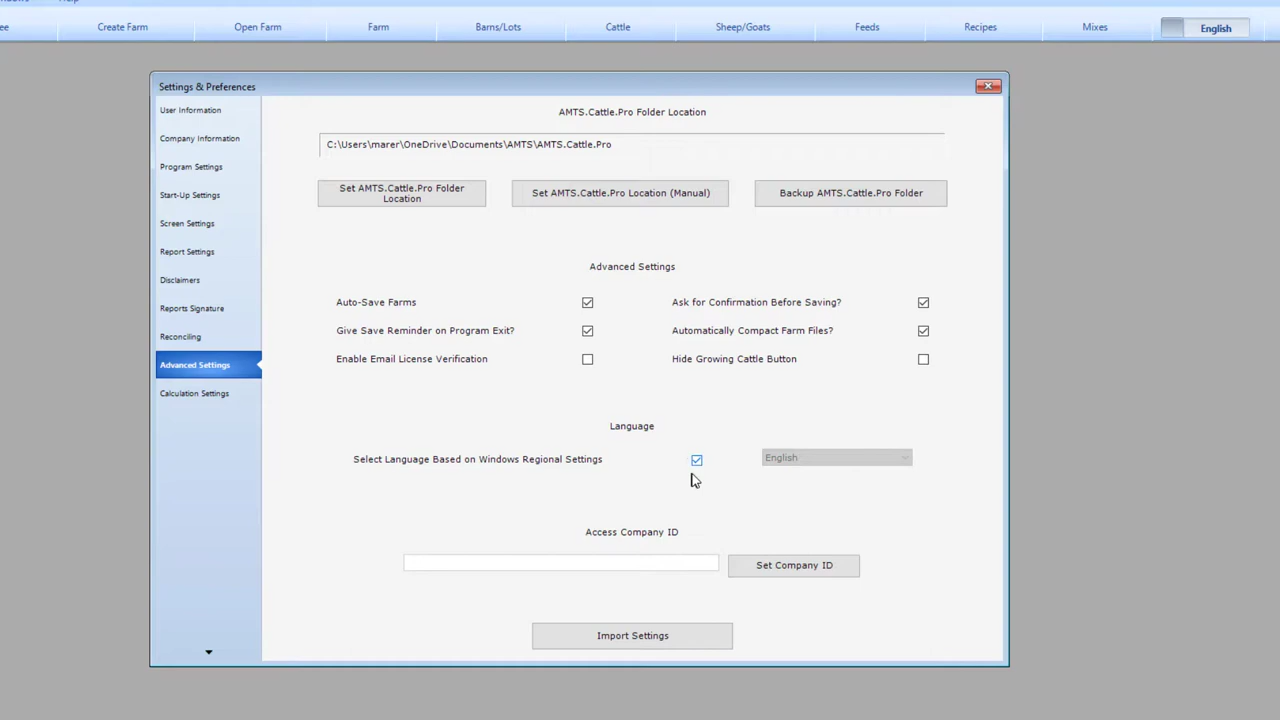 Help
Create Farm
Open Farm
Farm
Barns/Lots
Cattle
Sheep/Goats
Feeds
Recipes
Mixes
English
Settings & Preferences
User Information
Company Information
Program Settings
Start-Up Settings
Screen Settings
Report Settings
Disclaimers
Reports Signature
Reconciling
Advanced Settings
Calculation Settings
AMTS.Cattle.Pro Folder Location
C:\Users\marer\OneDrive\Documents\AMTS\AMTS.Cattle.Pro
Set AMTS.Cattle.Pro Folder
Location
Set AMTS.Cattle.Pro Location (Manual)
Backup AMTS.Cattle.Pro Folder
Advanced Settings
Auto-Save Farms
Ask for Confirmation Before Saving?
Give Save Reminder on Program Exit?
Automatically Compact Farm Files?
Enable Email License Verification
Hide Growing Cattle Button
Language
Select Language Based on Windows Regional Settings
English
Access Company ID
Set Company ID
Import Settings